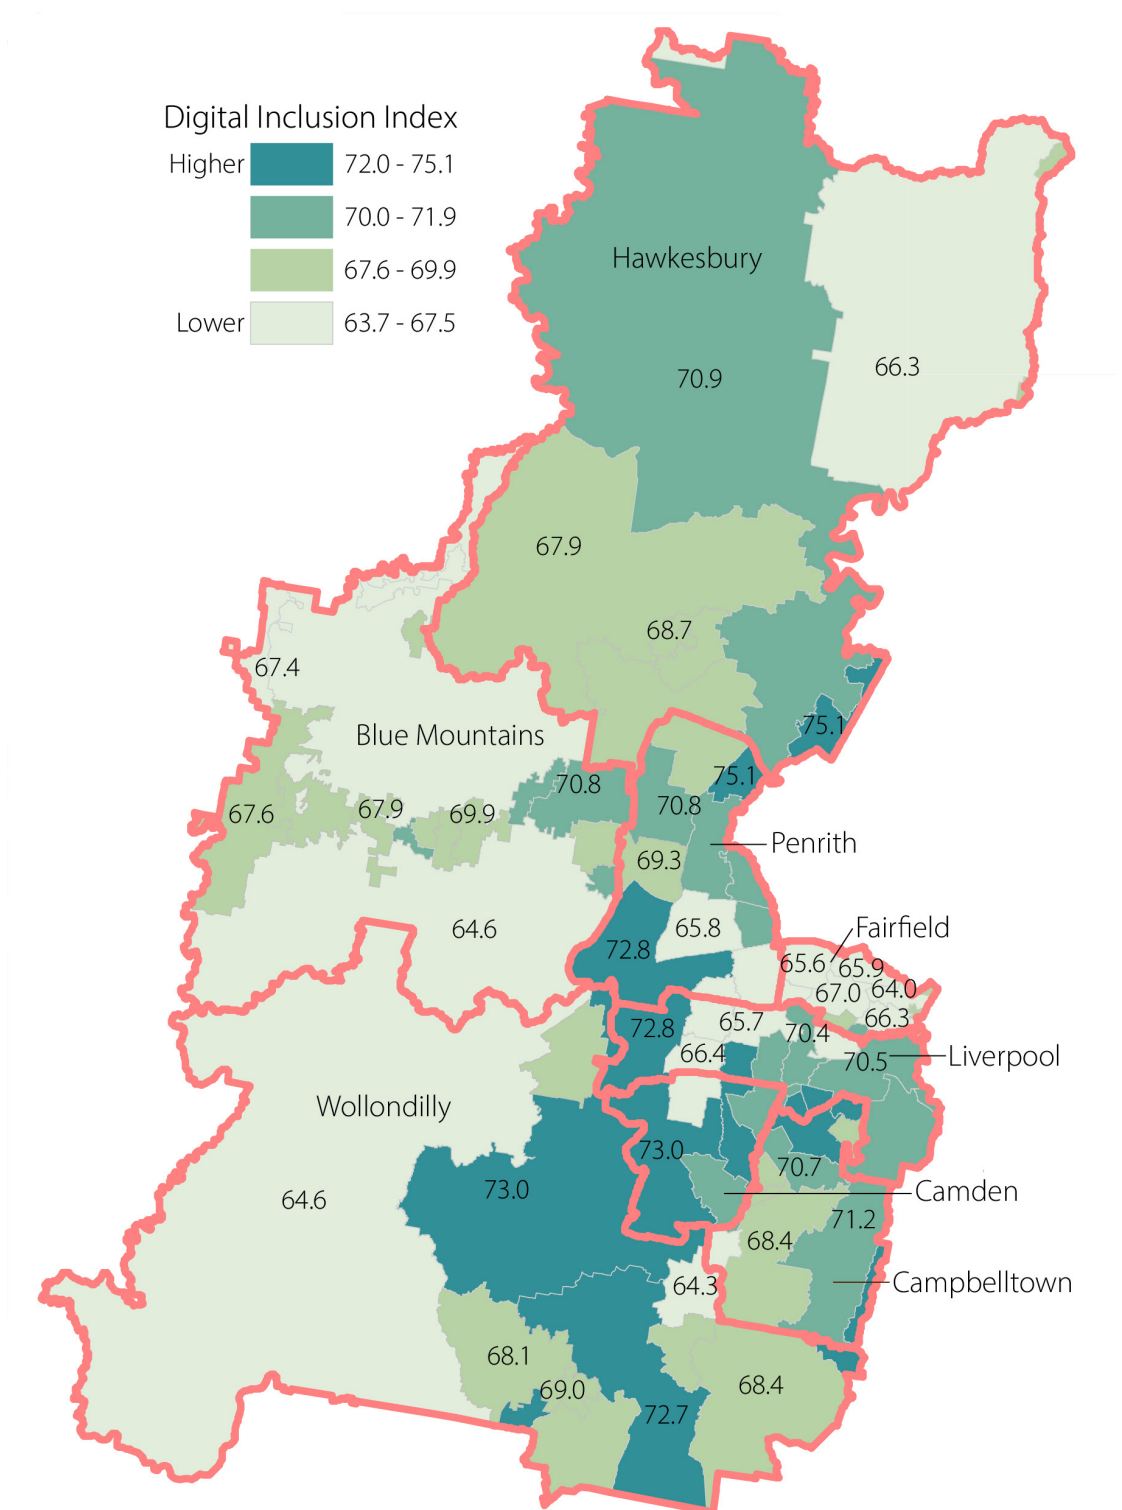 Digital Inclusion Index
Higher 72.0 - 75.1
70.0 - 71.9
67.6 - 69.9
Lower 63.7 - 67.5
Hawkesbury
66.3
70.9
67.9
68.7
67.4
75.1
Blue Mountains
75.1
70.8
70.8
67.9
69.9
67.6
Penrith
69.3
Fairfield
65.8
64.6
72.8
65.6
65.9
64.0
67.0
66.3
65.7
72.8
70.4
66.4
70.5
Liverpool
Wollondilly
73.0
70.7
73.0
Camden
64.6
71.2
68.4
64.3
Campbelltown
68.1
69.0
68.4
72.7